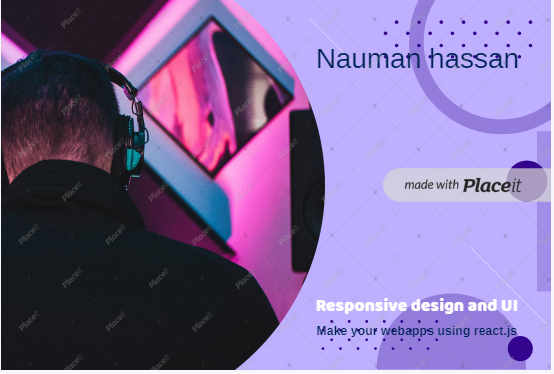 Nauman hassan
made with Placeit
Responsive design and UI
Make your webapps using react.js